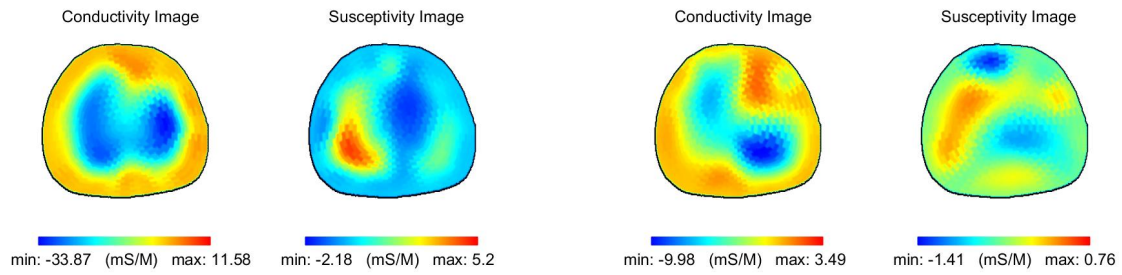 Conductivity Image Susceptivity Image Conductivity Image Susceptivity Image
min: -33.87 (mS/M) max: 11.58 min: -2.18 (mS/M) max: 5.2 min: -9.98 (mS/M) max: 3.49 min: -1.41 (mS/M) max: 0.76